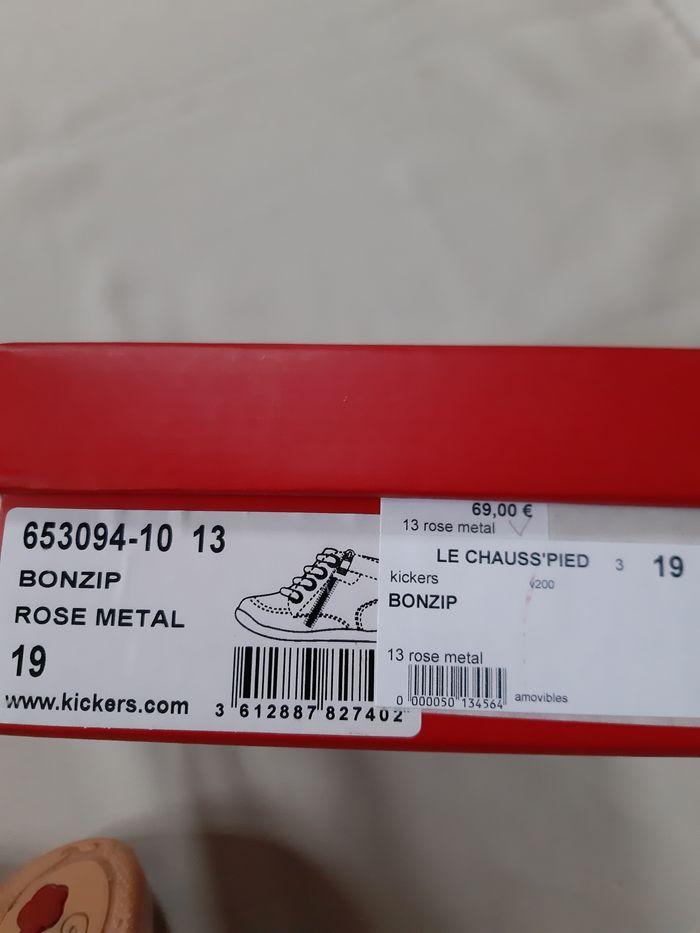 653094-10 13
BONZIP
ROSE METAL
19
www.kickers.com
3 612887 827402
69,00 €
13 rose metal
LE CHAUSS'PIED 3 19
kickers
v200
BONZIP
13 rose metal
0 000050 134564
amovibles